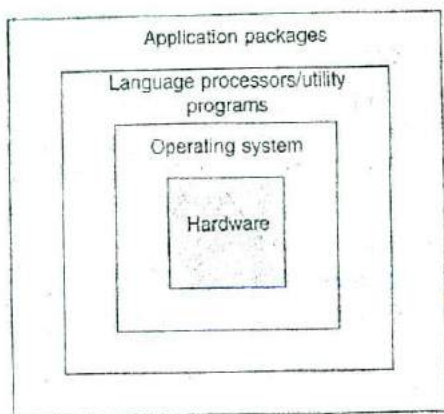 Application packages
Language processors/utility
programs
Operating system
Hardware